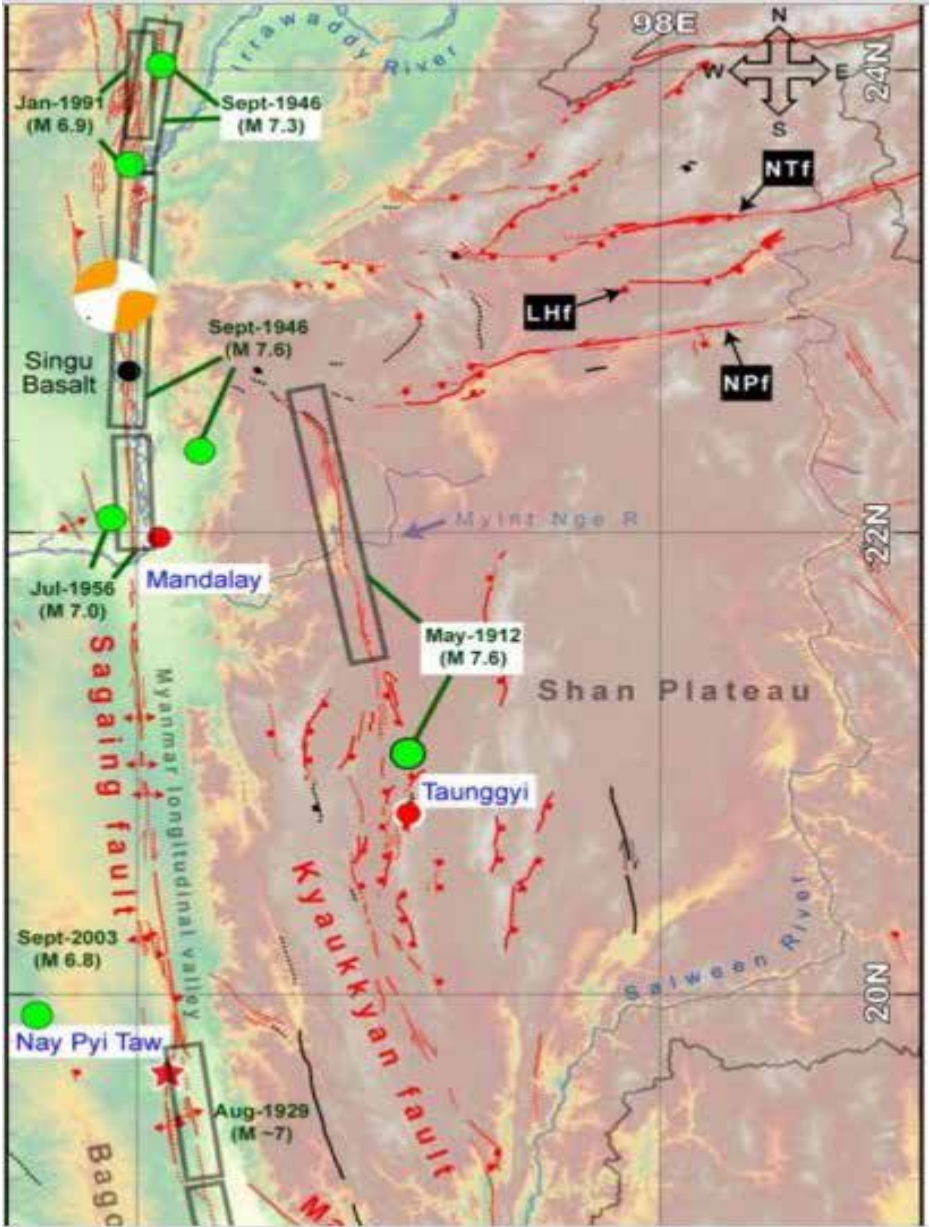 98E
N
W
E
S
24N
Irrawaddy
River
Jan-1991
(M 6.9)
Sept-1946
(M 7.3)
NTf
LHf
NPf
Sept-1946
(M 7.6)
Singu
Basalt
Myint Nge R
22N
Mandalay
Jul-1956
(M 7.0)
May-1912
(M 7.6)
Shan Plateau
Sagaing fault
Myanmar longitudinal valley
Taunggyi
Kyaukkyan fault
Salween River
Sept-2003
(M 6.8)
20N
Nay Pyi Taw
Aug-1929
(M ~7)